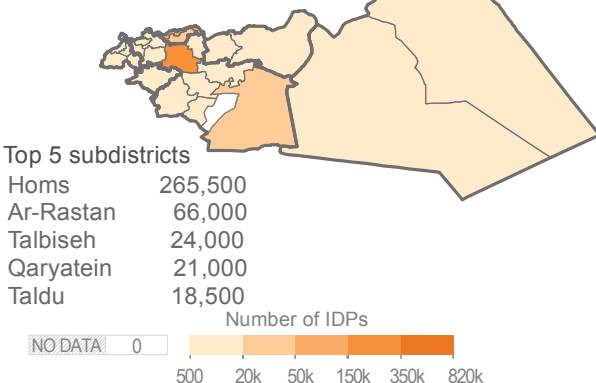 Top 5 subdistricts
Homs 265,500
Ar-Rastan 66,000
Talbiseh 24,000
Qaryatein 21,000
Taldu 18,500
Number of IDPs
NO DATA 0
500 20k 50k 150k 350k 820k